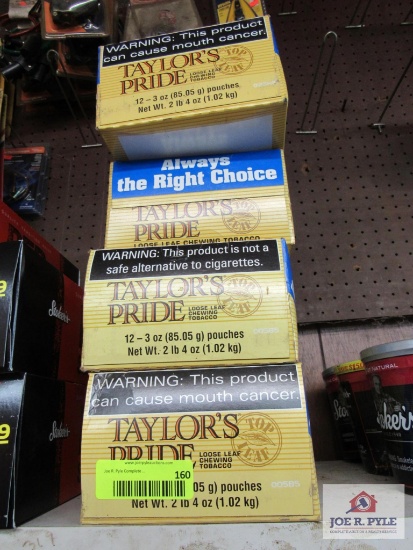 WARNING: This product
can cause mouth cancer.
TAYLOR'S
PRIDE
LOOSE LEAF
CHEWING
TOBACCO
TOP
LEAF
12 – 3 oz (85.05 g) pouches
Net Wt. 2 lb 4 oz (1.02 kg)
Always
the Right Choice
TAYLOR'S
PRIDE
LOOSE LEAF CHEWING TOBACCO
TOP
WARNING: This product is not a
safe alternative to cigarettes.
TAYLOR'S
PRIDE
LOOSE LEAF
CHEWING
TOBACCO
TOP
LEAF
12 – 3 oz (85.05 g) pouches
Net Wt. 2 lb 4 oz (1.02 kg)
WARNING: This product
can cause mouth cancer.
TAYLOR'S
PRIDE
LOOSE LEAF
CHEWING
TOBACCO
TOP
LEAF
160
.05 g) pouches
Net Wt. 2 lb 4 oz (1.02 kg)
NATURAL
JOE R. PYLE